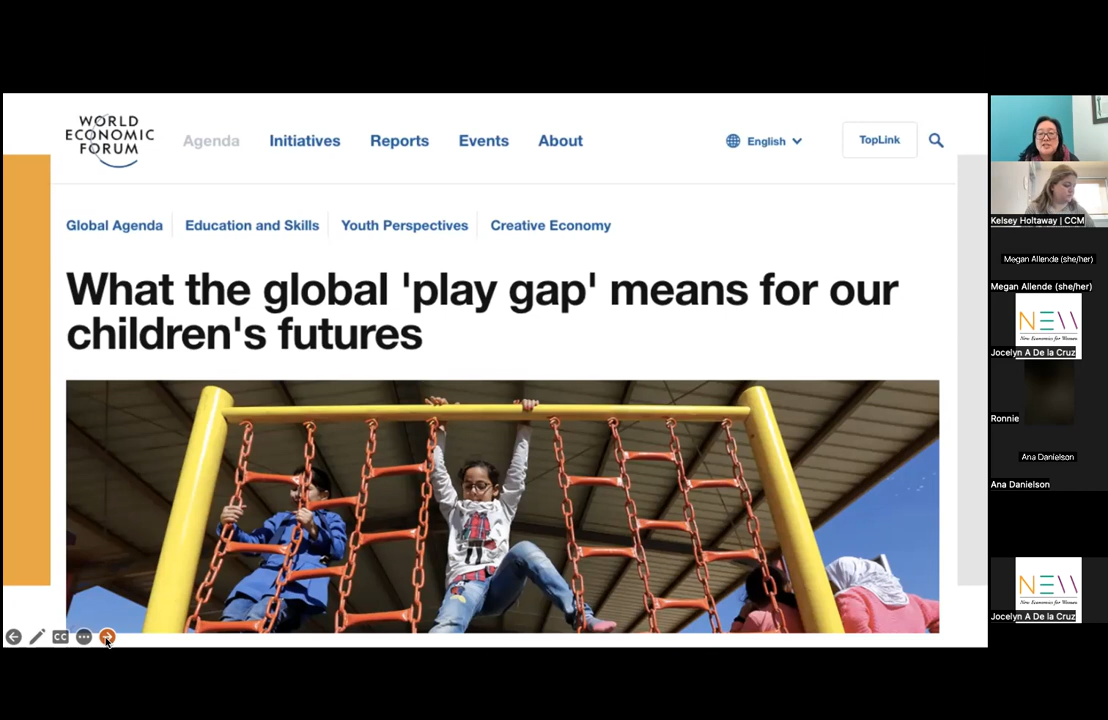 WORLD
ECONOMIC
FORUM
Agenda
Initiatives
Reports
Events
About
English
TopLink
Global Agenda
Education and Skills
Youth Perspectives
Creative Economy
What the global 'play gap' means for our
children's futures
CC
Kelsey Holtaway | CCM
Megan Allende (she/her)
Megan Allende (she/her)
NEW
New Economics for Women
Jocelyn A De la Cruz
Ronnie
Ana Danielson
Ana Danielson
NEW
New Economics for Women
Jocelyn A De la Cruz